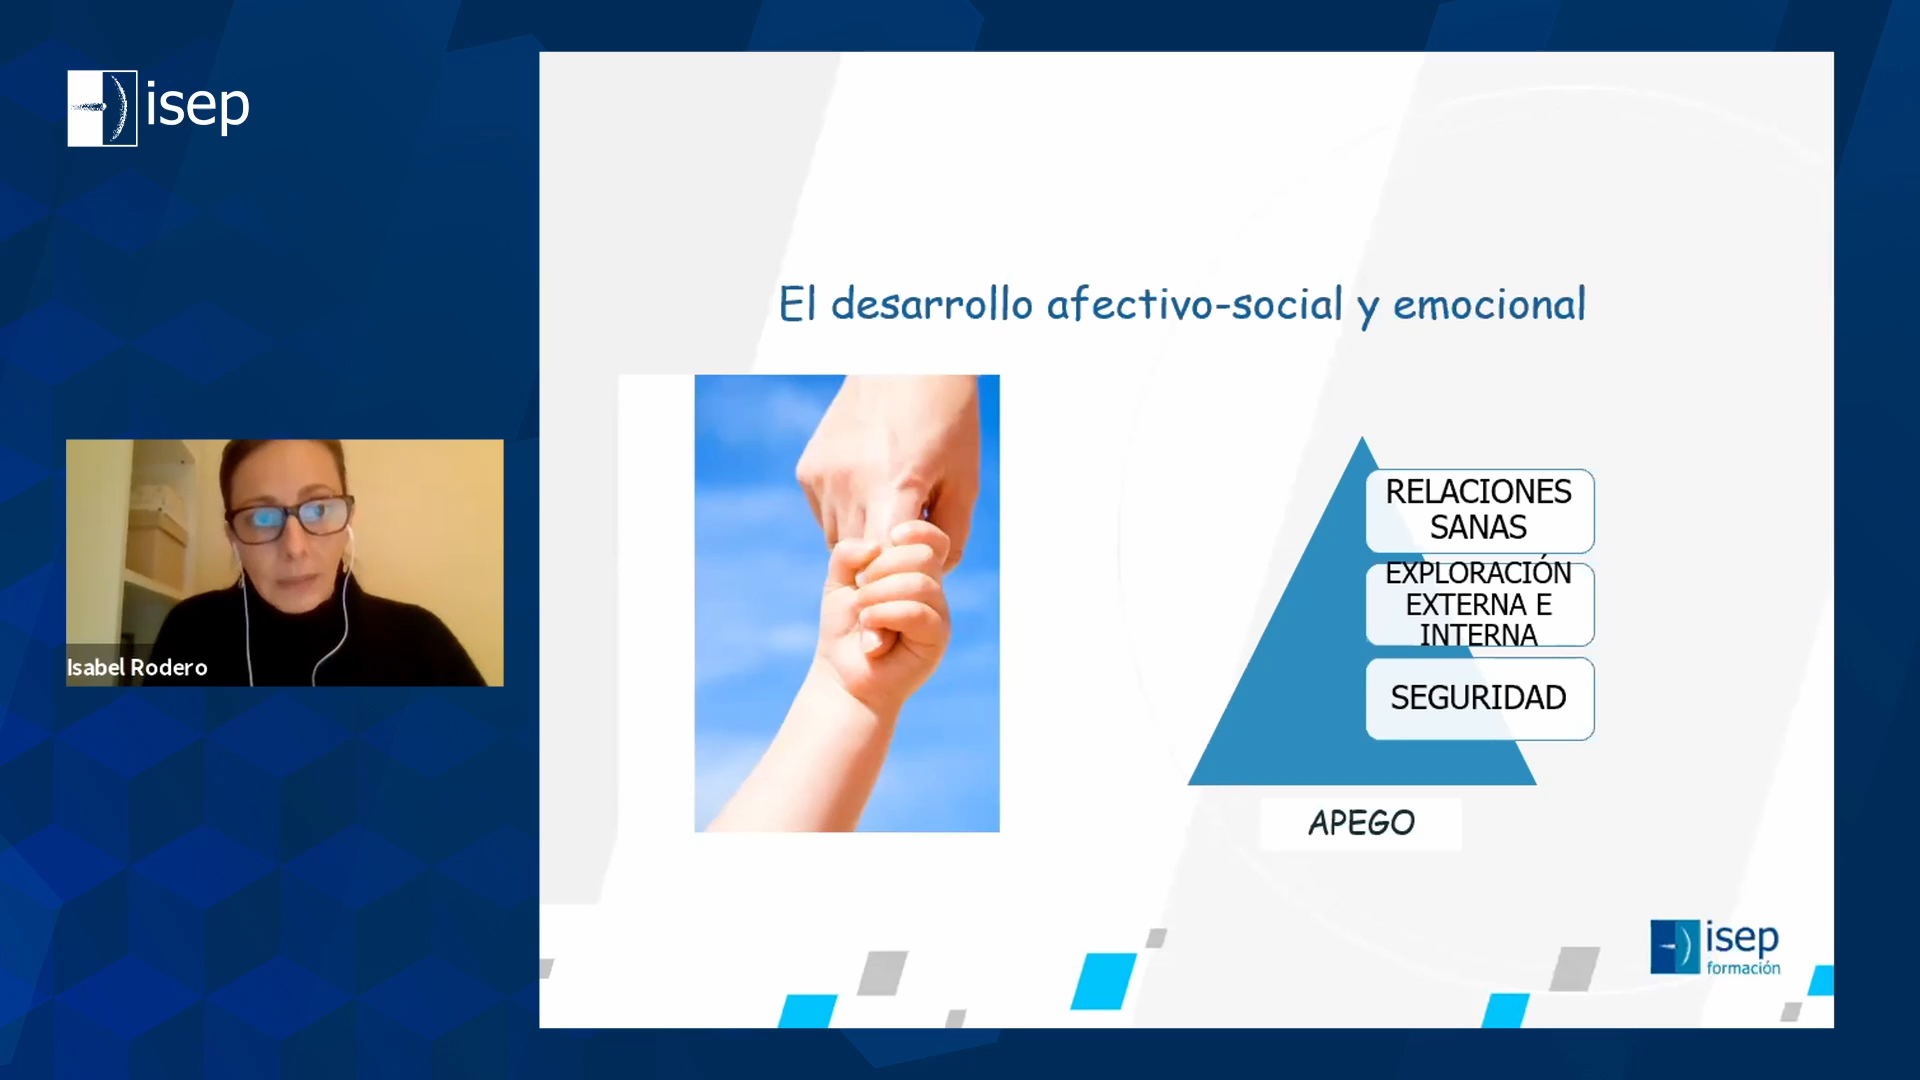 isep
El desarrollo afectivo-social y emocional
RELACIONES
SANAS
EXPLORACIÓN
EXTERNA E
INTERNA
SEGURIDAD
APEGO
Isabel Rodero
isep
formación